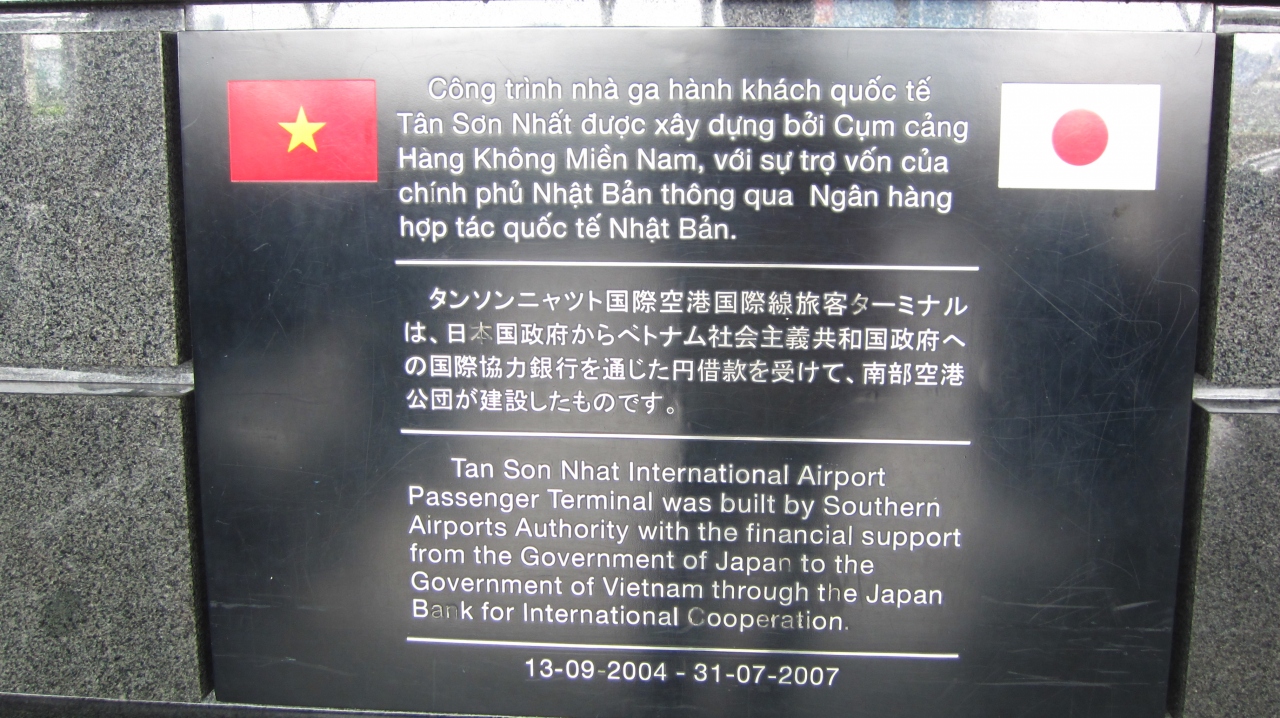 Công trình nhà ga hành khách quốc tế
Tân Sơn Nhất được xây dựng bởi Cụm cảng
Hàng Không Miền Nam, với sự trợ vốn của
chính phủ Nhật Bản thông qua Ngân hàng
hợp tác quốc tế Nhật Bản.
タンソンニャツト国際空港国際線旅客ターミナル
は、日本国政府からベトナム社会主義共和国政府へ
の国際協力銀行を通じた円借款を受けて、南部空港
公団が建設したものです。
Tan Son Nhat International Airport
Passenger Terminal was built by Southern
Airports Authority with the financial support
from the Government of Japan to the
Government of Vietnam through the Japan
Bank for International Cooperation.
13-09-2004 - 31-07-2007